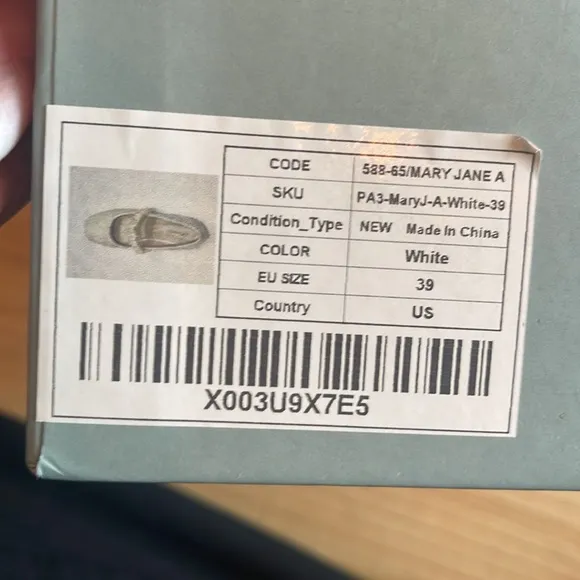 CODE 588-65/MARY JANE A
SKU PA3-MaryJ-A-White-39
Condition_Type NEW Made In China
COLOR White
EU SIZE 39
Country US
X003U9X7E5